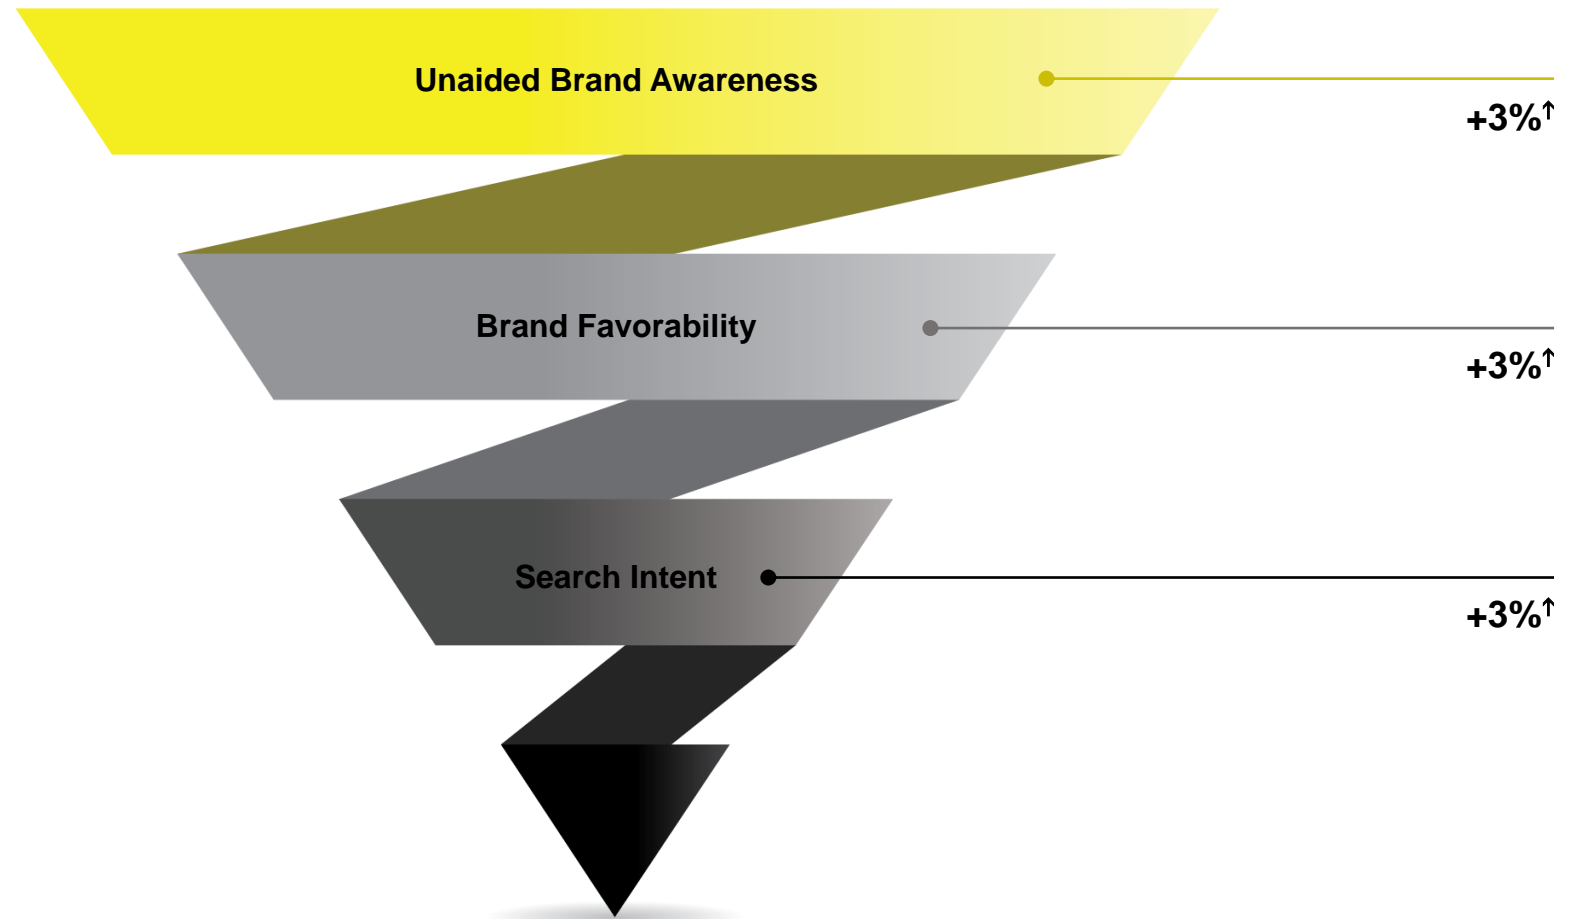 Unaided Brand Awareness
+3%↑
Brand Favorability
+3%↑
Search Intent
+3%↑